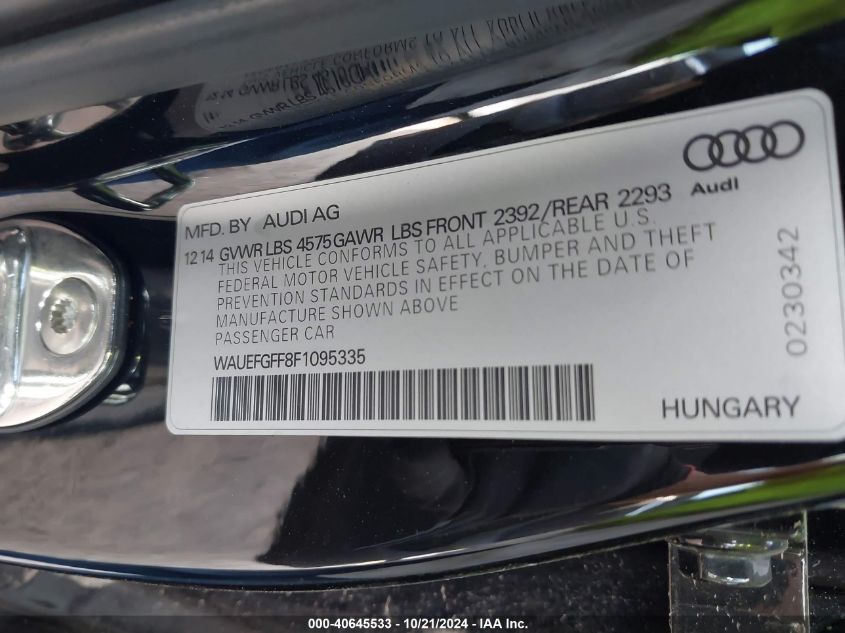 Audi
MFD. BY AUDI AG
12 14 GVWR LBS 4575 GAWR LBS FRONT 2392/REAR 2293
THIS VEHICLE CONFORMS TO ALL APPLICABLE U.S.
FEDERAL MOTOR VEHICLE SAFETY, BUMPER AND THEFT
PREVENTION STANDARDS IN EFFECT ON THE DATE OF
MANUFACTURE SHOWN ABOVE
PASSENGER CAR
WAUEFGFF8F1095335
HUNGARY
0230342
000-40645533 - 10/21/2024 - IAA Inc.